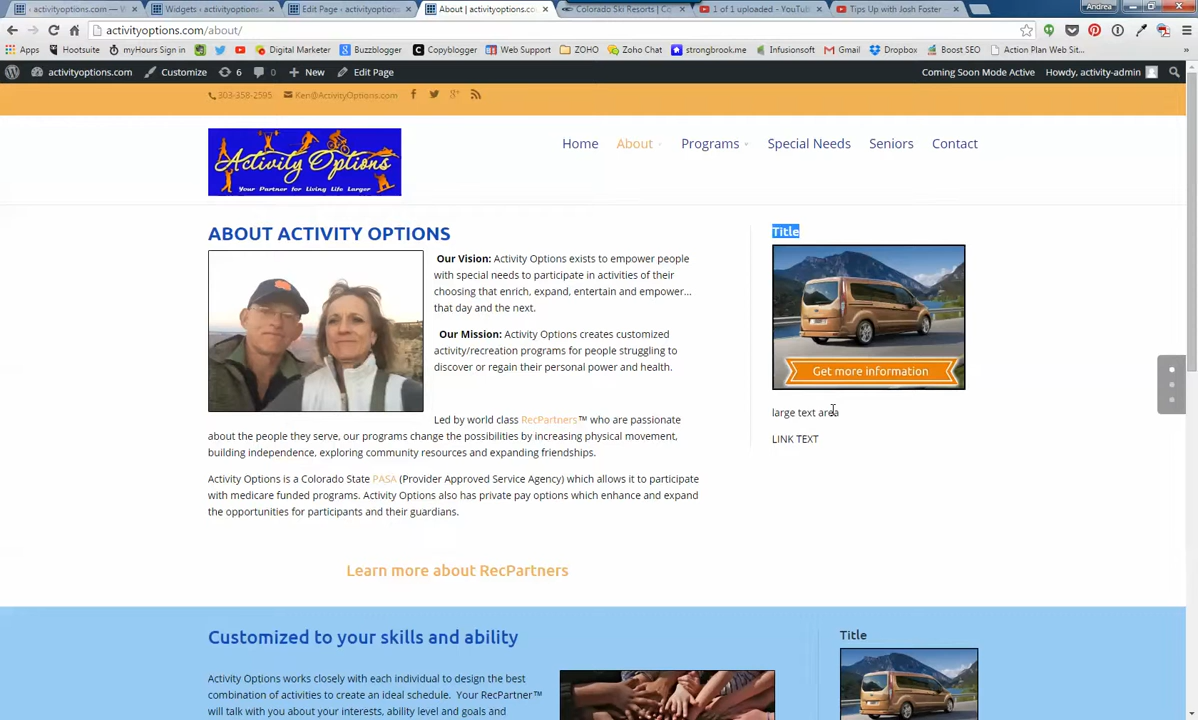 ‹ activityoptions.com — W
Widgets ‹ activityoptions
Edit Page ‹ activityoption
About | activityoptions.co
Colorado Ski Resorts | Co
1 of 1 uploaded - YouTub
Tips Up with Josh Foster -
Andrea
activityoptions.com/about/
Apps Hootsuite myHours Sign in Digital Marketer Buzzblogger Copyblogger Web Support ZOHO Zoho Chat strongbrook.me Infusionsoft Gmail Dropbox Boost SEO Action Plan Web Sit...
activityoptions.com Customize 6 0 New Edit Page Coming Soon Mode Active Howdy, activity-admin
303-358-2595 Ken@ActivityOptions.com
Activity Options
Your Partner for Living Life Larger
Home About Programs Special Needs Seniors Contact
ABOUT ACTIVITY OPTIONS
Our Vision: Activity Options exists to empower people
with special needs to participate in activities of their
choosing that enrich, expand, entertain and empower...
that day and the next.
Our Mission: Activity Options creates customized
activity/recreation programs for people struggling to
discover or regain their personal power and health.
Led by world class RecPartners™ who are passionate
about the people they serve, our programs change the possibilities by increasing physical movement,
building independence, exploring community resources and expanding friendships.
Activity Options is a Colorado State PASA (Provider Approved Service Agency) which allows it to participate
with medicare funded programs. Activity Options also has private pay options which enhance and expand
the opportunities for participants and their guardians.
Learn more about RecPartners
Title
Get more information
large text area
LINK TEXT
Customized to your skills and ability
Activity Options works closely with each individual to design the best
combination of activities to create an ideal schedule. Your RecPartner™
will talk with you about your interests, ability level and goals and
Title